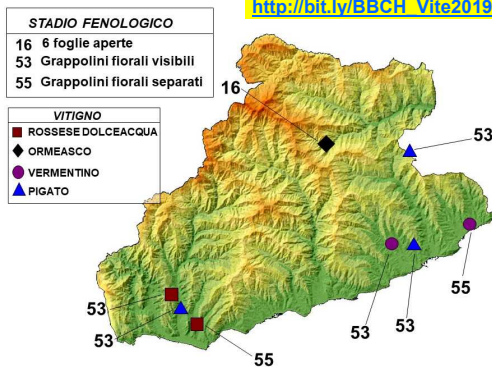 http://bit.ly/BBCH_Vite2019
STADIO FENOLOGICO
16 6 foglie aperte
53 Grappolini fiorali visibili
55 Grappolini fiorali separati
VITIGNO
ROSSESE DOLCEACQUA
ORMEASCO
VERMENTINO
PIGATO
16
53
55
53
53
53
53
55